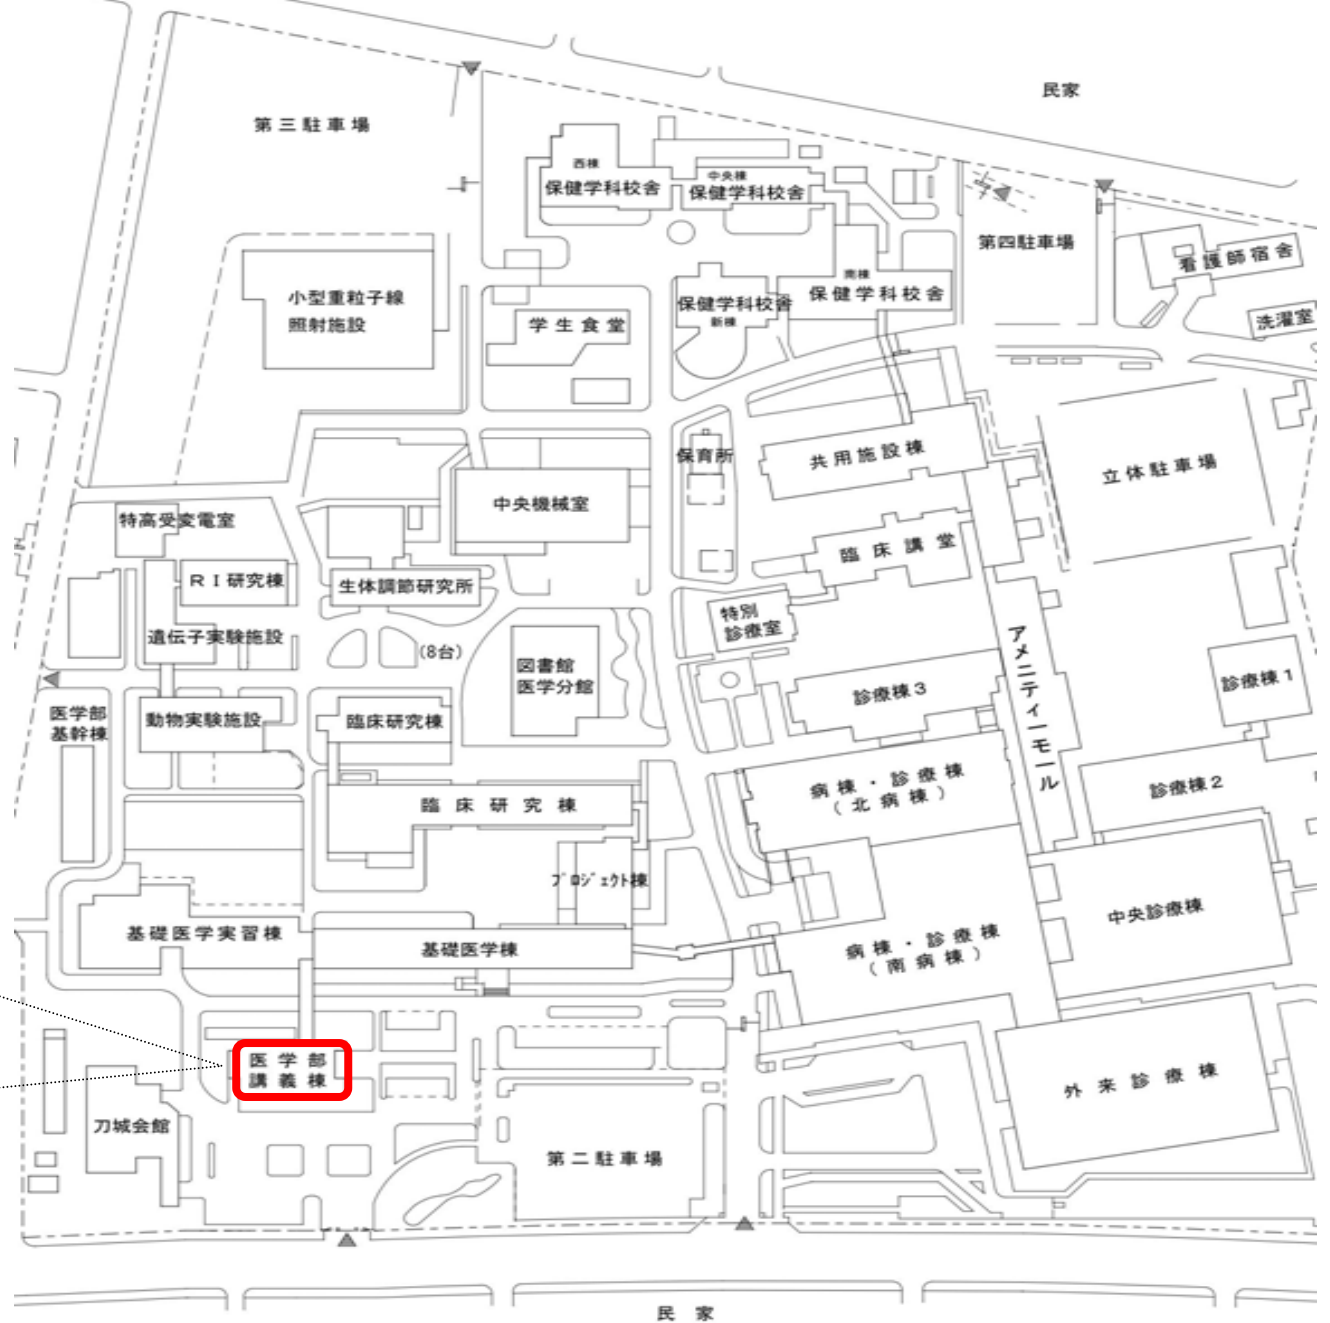 民家
第三駐車場
西棟
保健学科校舎
中央棟
保健学科校舎
第四駐車場
看護師宿舎
南棟
保健学科校舎
小型重粒子線
照射施設
保健学科校舎
新棟
学生食堂
洗濯室
保育所
共用施設棟
立体駐車場
中央機械室
特高受変電室
臨床講堂
RI研究棟
生体調節研究所
特別
診療室
遺伝子実験施設
(8台)
図書館
医学分館
アメニティーモール
診療棟1
診療棟3
医学部
基幹棟
動物実験施設
臨床研究棟
病棟・診療棟
(北病棟)
診療棟2
臨床研究棟
プロジェクト棟
中央診療棟
基礎医学実習棟
基礎医学棟
病棟・診療棟
(南病棟)
医学部
講義棟
外来診療棟
刀城会館
第二駐車場
民家